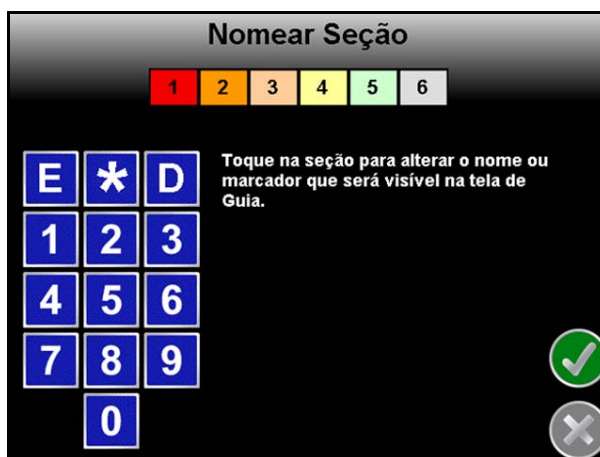 Nomear Seção
1 2 3 4 5 6
E * D
Toque na seção para alterar o nome ou
marcador que será visível na tela de
Guia.
1 2 3
4 5 6
7 8 9
0